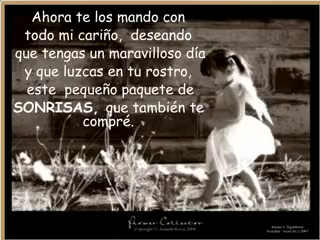 Ahora te los mando con
todo mi cariño, deseando
que tengas un maravilloso día
y que luzcas en tu rostro,
este pequeño paquete de
SONRISAS, que también te
compré.
Flower Collector